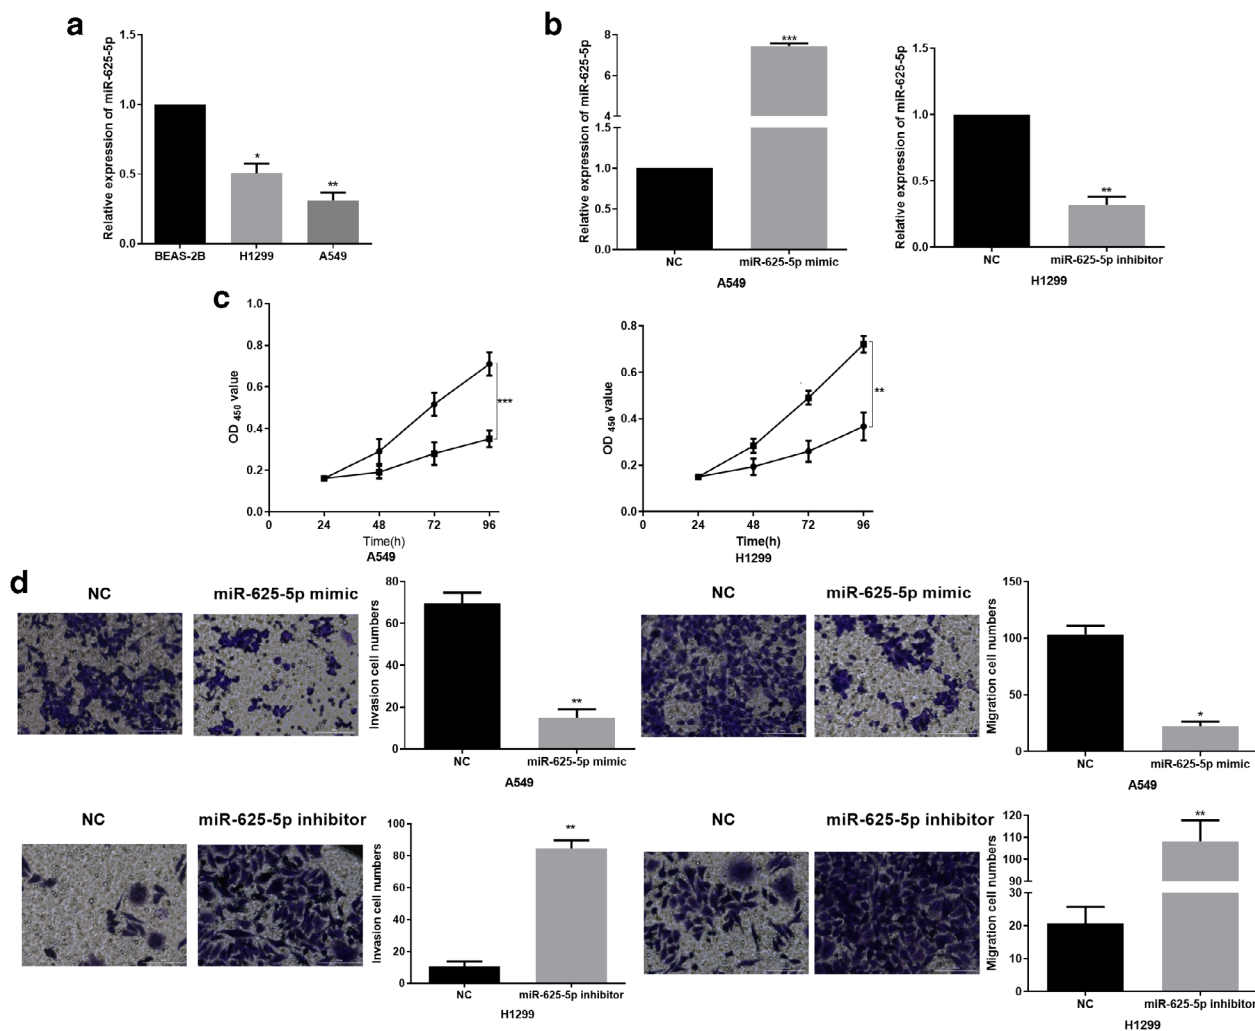 a
Relative expression of miR-625-5p
1.5
1.0
0.5
0.0
*
**
BEAS-2B H1299 A549
b
Relative expression of miR-625-5p
8
6
4
1.5
1.0
0.5
0.0
***
NC miR-625-5p mimic
A549
Relative expression of miR-625-5p
1.5
1.0
0.5
0.0
**
NC miR-625-5p inhibitor
H1299
c
OD 450 value
1.0
0.8
0.6
0.4
0.2
0.0
***
0 24 48 72 96
Time(h)
A549
OD 450 value
0.8
0.6
0.4
0.2
0.0
**
0 24 48 72 96
Time(h)
H1299
d
NC miR-625-5p mimic
Invasion cell numbers
80
60
40
20
0
**
NC miR-625-5p mimic
A549
NC miR-625-5p mimic
Migration cell numbers
150
100
50
0
*
NC miR-625-5p mimic
A549
NC miR-625-5p inhibitor
Invasion cell numbers
100
80
60
40
20
0
**
NC miR-625-5p inhibitor
H1299
NC miR-625-5p inhibitor
Migration cell numbers
120
110
100
90
30
20
10
0
**
NC miR-625-5p inhibitor
H1299